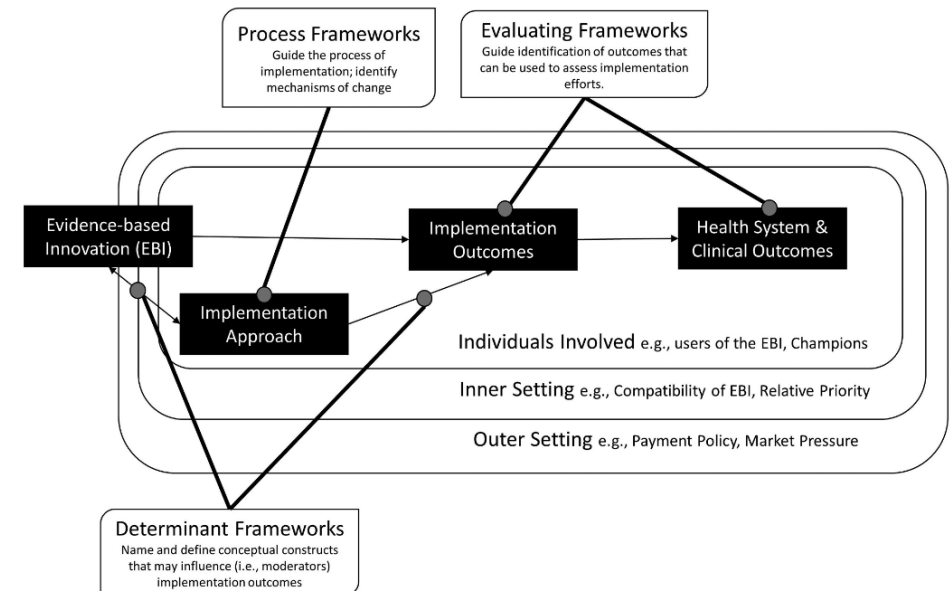 Process Frameworks
Guide the process of
implementation; identify
mechanisms of change
Evaluating Frameworks
Guide identification of outcomes that
can be used to assess implementation
efforts.
Evidence-based
Innovation (EBI)
Implementation
Outcomes
Health System &
Clinical Outcomes
Implementation
Approach
Individuals Involved e.g., users of the EBI, Champions
Inner Setting e.g., Compatibility of EBI, Relative Priority
Outer Setting e.g., Payment Policy, Market Pressure
Determinant Frameworks
Name and define conceptual constructs
that may influence (i.e., moderators)
implementation outcomes